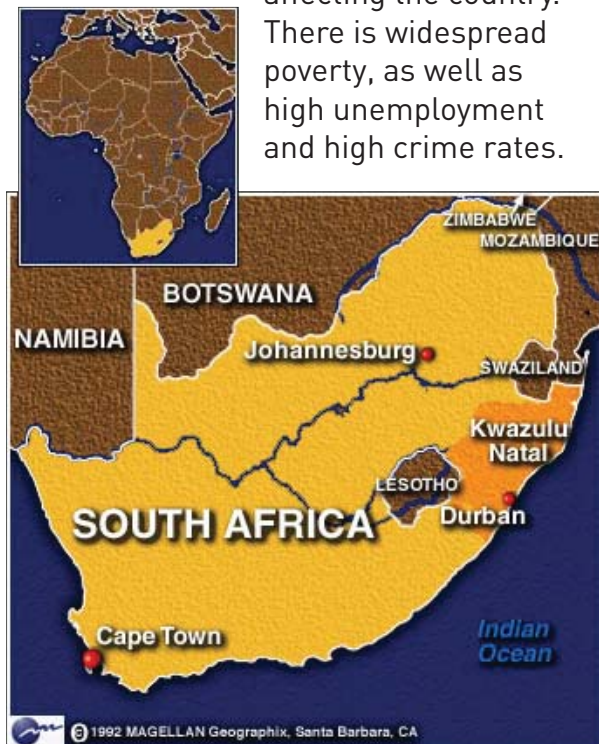 affecting the country.
There is widespread
poverty, as well as
high unemployment
and high crime rates.
ZIMBABWE
MOZAMBIQUE
BOTSWANA
NAMIBIA
Johannesburg
SWAZILAND
Kwazulu
Natal
LESOTHO
SOUTH AFRICA
Durban
Cape Town
Indian
Ocean
© 1992 MAGELLAN Geographix, Santa Barbara, CA